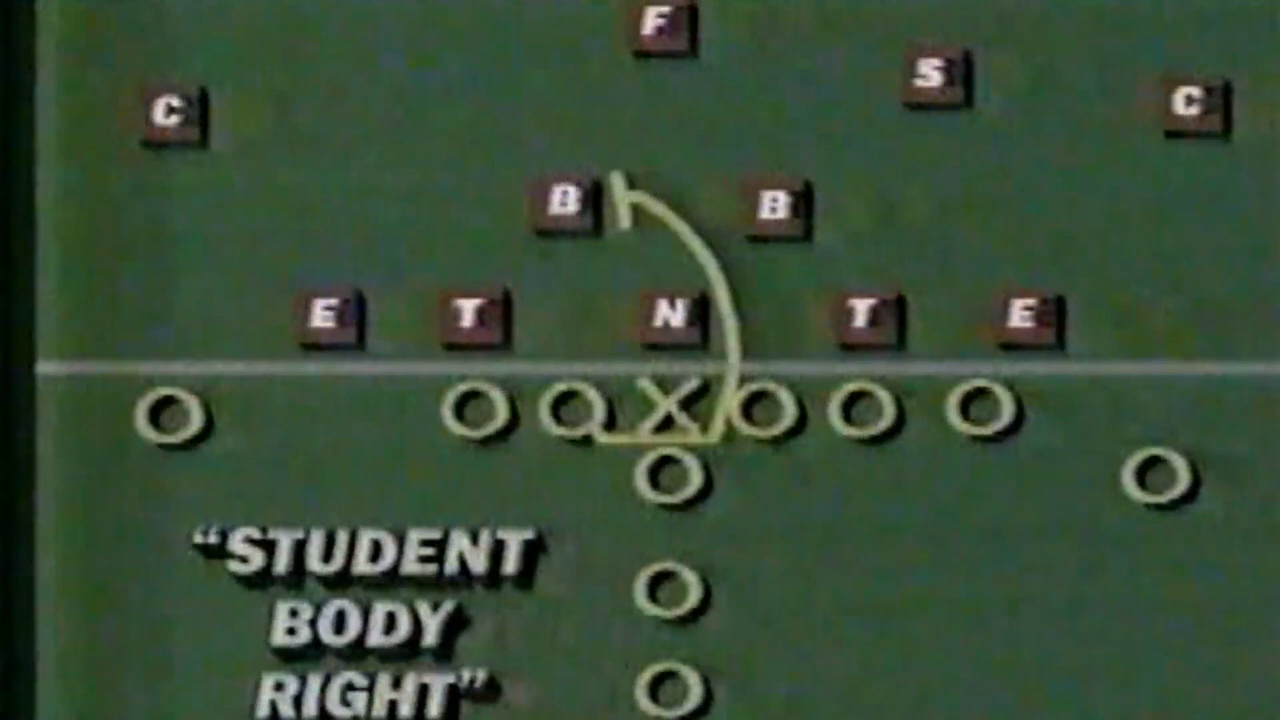 F
C S C
B B
E T N T E
X
"STUDENT
BODY
RIGHT"